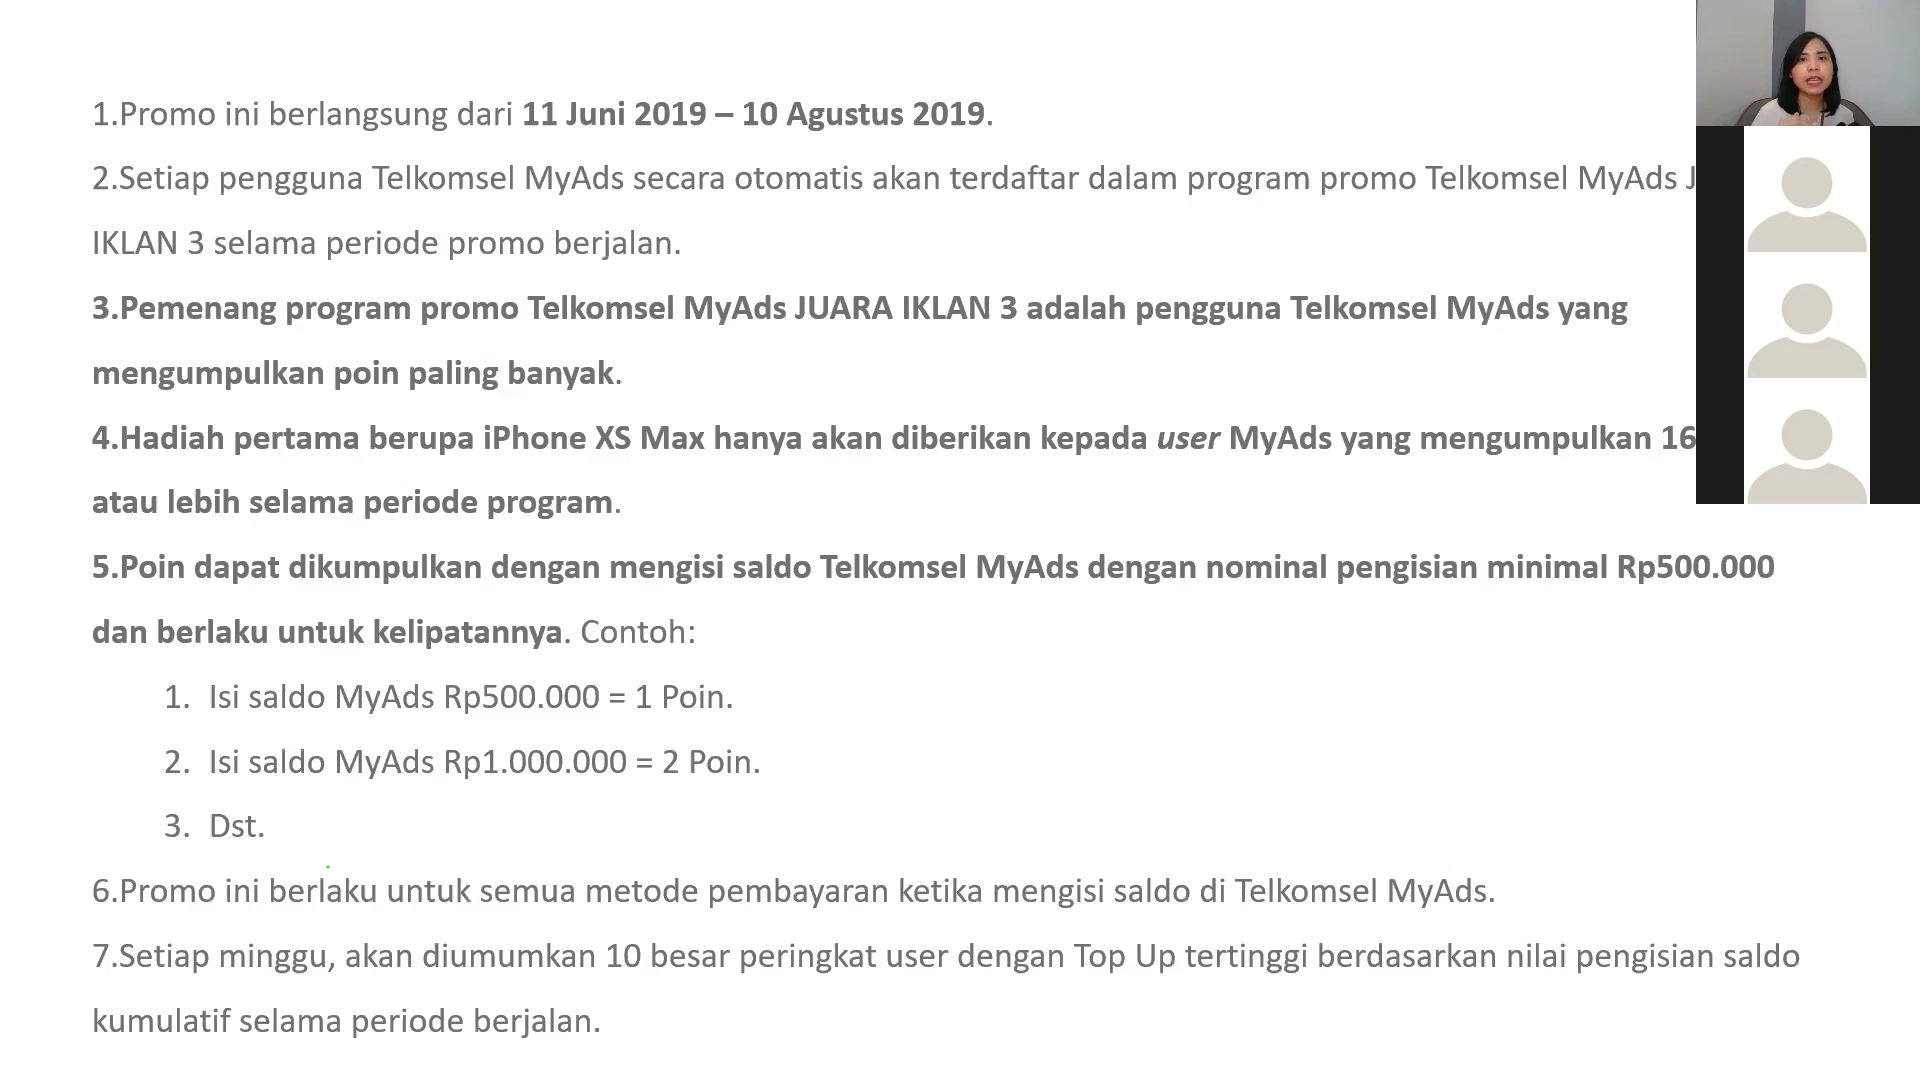 1.Promo ini berlangsung dari 11 Juni 2019 – 10 Agustus 2019.
2.Setiap pengguna Telkomsel MyAds secara otomatis akan terdaftar dalam program promo Telkomsel MyAds J
IKLAN 3 selama periode promo berjalan.
3.Pemenang program promo Telkomsel MyAds JUARA IKLAN 3 adalah pengguna Telkomsel MyAds yang
mengumpulkan poin paling banyak.
4.Hadiah pertama berupa iPhone XS Max hanya akan diberikan kepada user MyAds yang mengumpulkan 16
atau lebih selama periode program.
5.Poin dapat dikumpulkan dengan mengisi saldo Telkomsel MyAds dengan nominal pengisian minimal Rp500.000
dan berlaku untuk kelipatannya. Contoh:
1. Isi saldo MyAds Rp500.000 = 1 Poin.
2. Isi saldo MyAds Rp1.000.000 = 2 Poin.
3. Dst.
6.Promo ini berlaku untuk semua metode pembayaran ketika mengisi saldo di Telkomsel MyAds.
7.Setiap minggu, akan diumumkan 10 besar peringkat user dengan Top Up tertinggi berdasarkan nilai pengisian saldo
kumulatif selama periode berjalan.